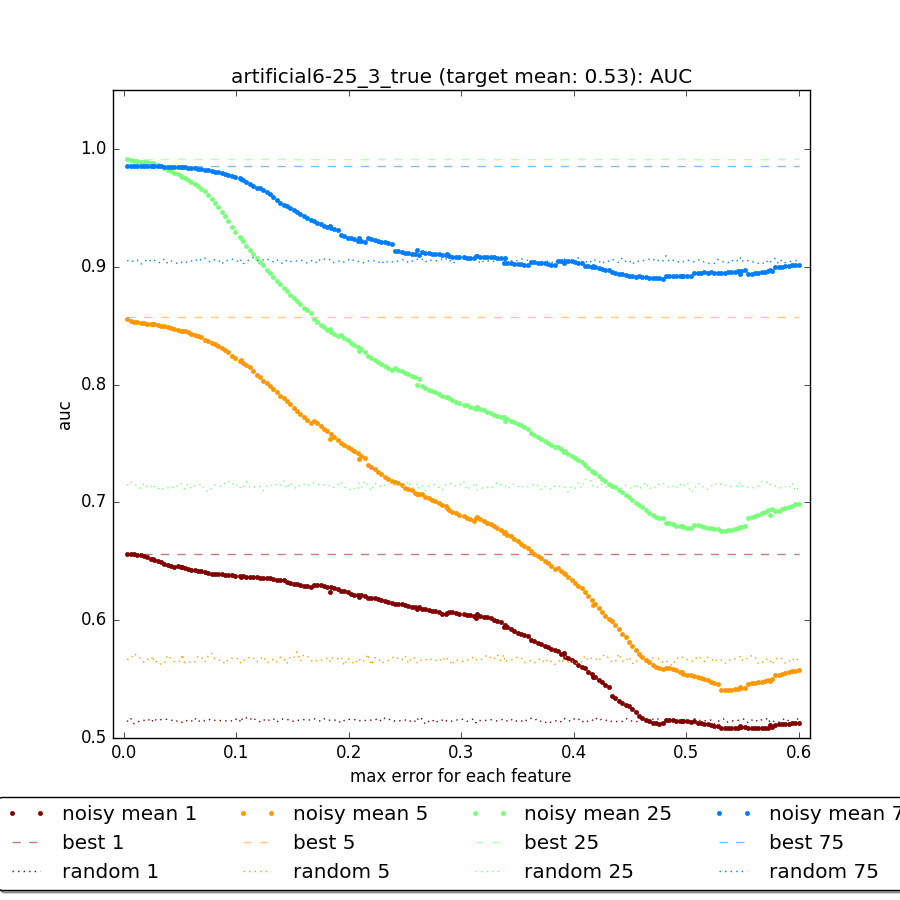 artificial6-25_3_true (target mean: 0.53): AUC
1.0
0.9
0.8
0.7
0.6
0.5
auc
0.0 0.1 0.2 0.3 0.4 0.5 0.6
max error for each feature
noisy mean 1 noisy mean 5 noisy mean 25 noisy mean 7
best 1 best 5 best 25 best 75
random 1 random 5 random 25 random 75